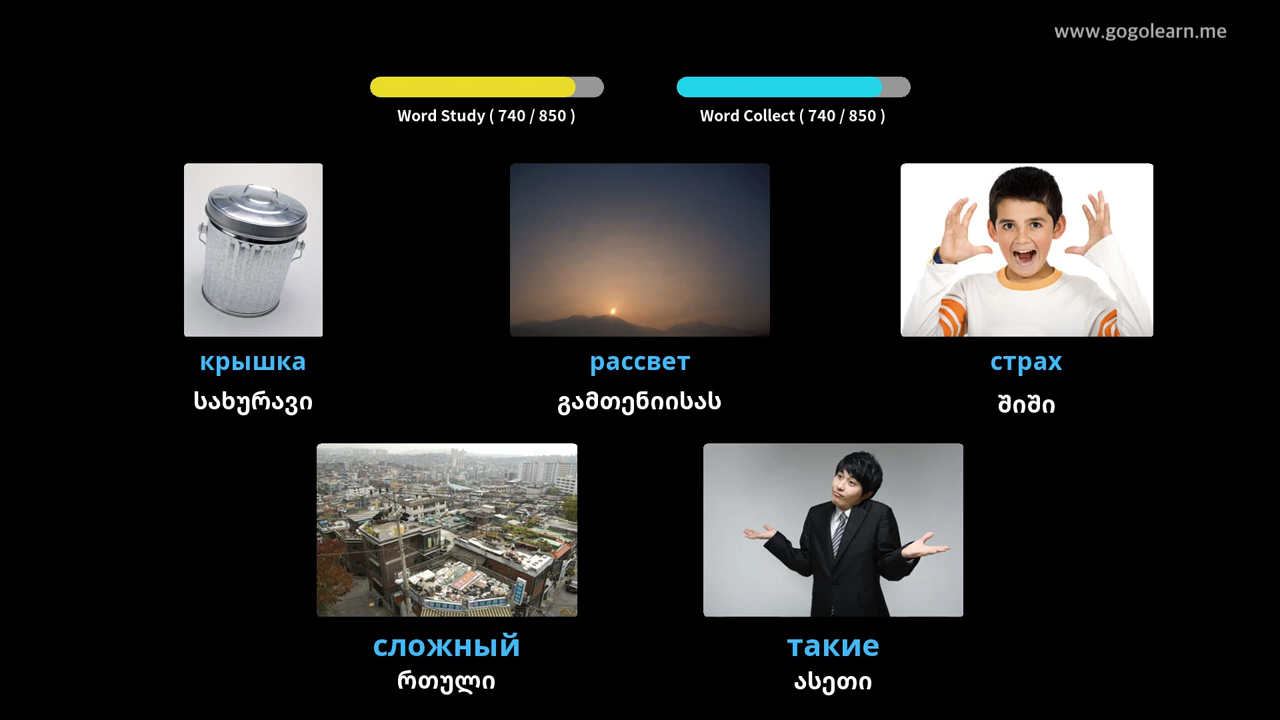 www.gogolearn.me
Word Study ( 740 / 850 )
Word Collect ( 740 / 850 )
крышка
рассвет
страх
სახურავი
გამთენიისას
შიში
сложный
такие
რთული
ასეთი